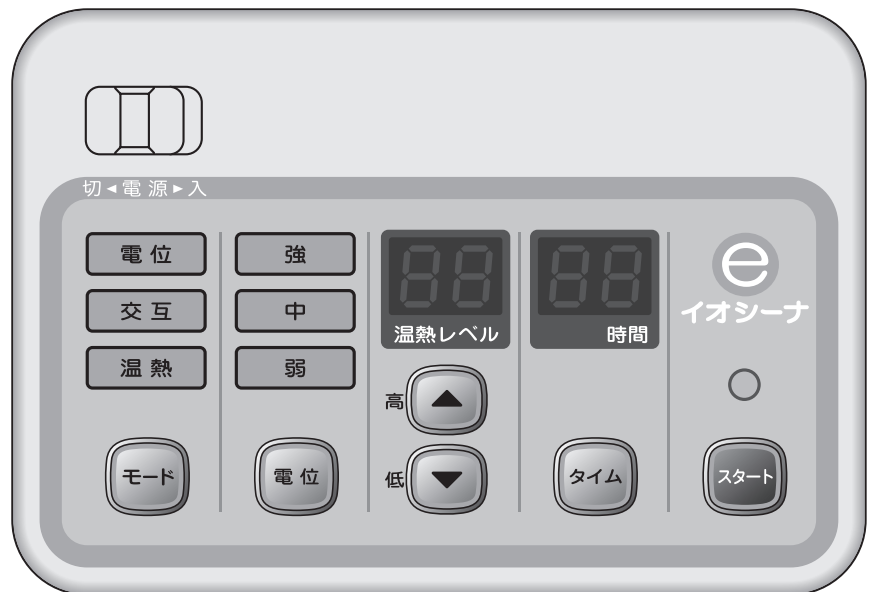 切◀電源▶入
電位
交互
温熱
モード
強
中
弱
電位
88
温熱レベル
高
▲
低
▼
88
時間
タイム
e
イオシーナ
スタート